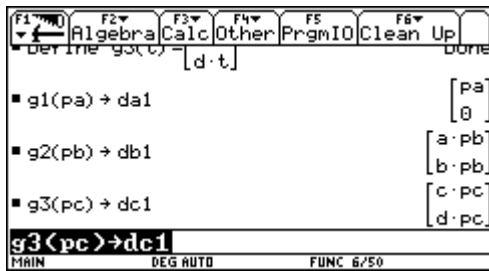 F1 F2 F3 F4 F5 F6
Algebra Calc Other PrgmIO Clean Up
Define g3(t) = [d·t] Done
▪ g1(pa) → da1 [pa 0]
▪ g2(pb) → db1 [a·pb b·pb]
▪ g3(pc) → dc1 [c·pc d·pc]
g3(pc)→dc1
MAIN DEG AUTO FUNC 6/50